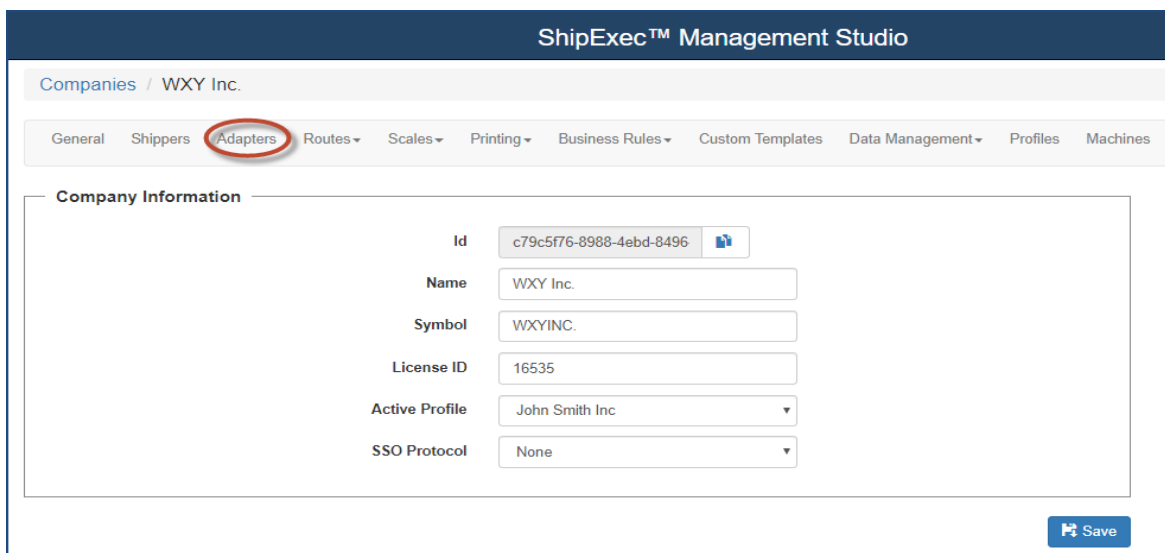 ShipExec™ Management Studio
Companies / WXY Inc.
General Shippers Adapters Routes Scales Printing Business Rules Custom Templates Data Management Profiles Machines
Company Information
Id c79c5f76-8988-4ebd-8496-
Name WXY Inc.
Symbol WXYINC.
License ID 16535
Active Profile John Smith Inc
SSO Protocol None
Save